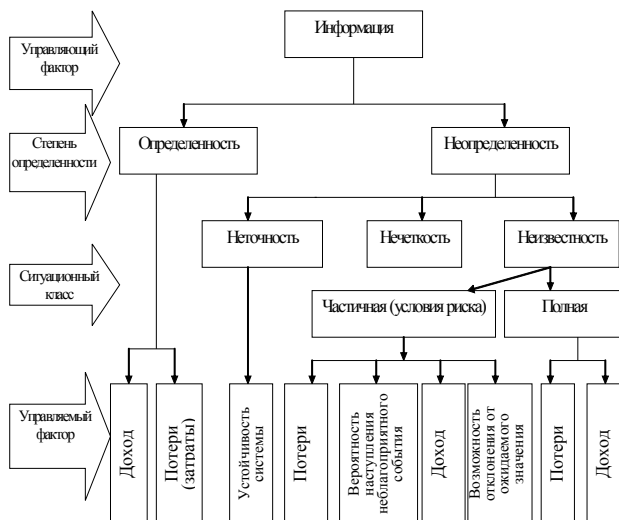 Информация
Управляющий
фактор
Степень
определенности
Определенность
Неопределенность
Неточность
Нечеткость
Неизвестность
Ситуационный
класс
Частичная (условия риска)
Полная
Управляемый
фактор
Доход
Потери
(затраты)
Устойчивость
системы
Потери
Вероятность
наступления
неблагоприятного
события
Доход
Возможность
отклонения от
ожидаемого
значения
Потери
Доход